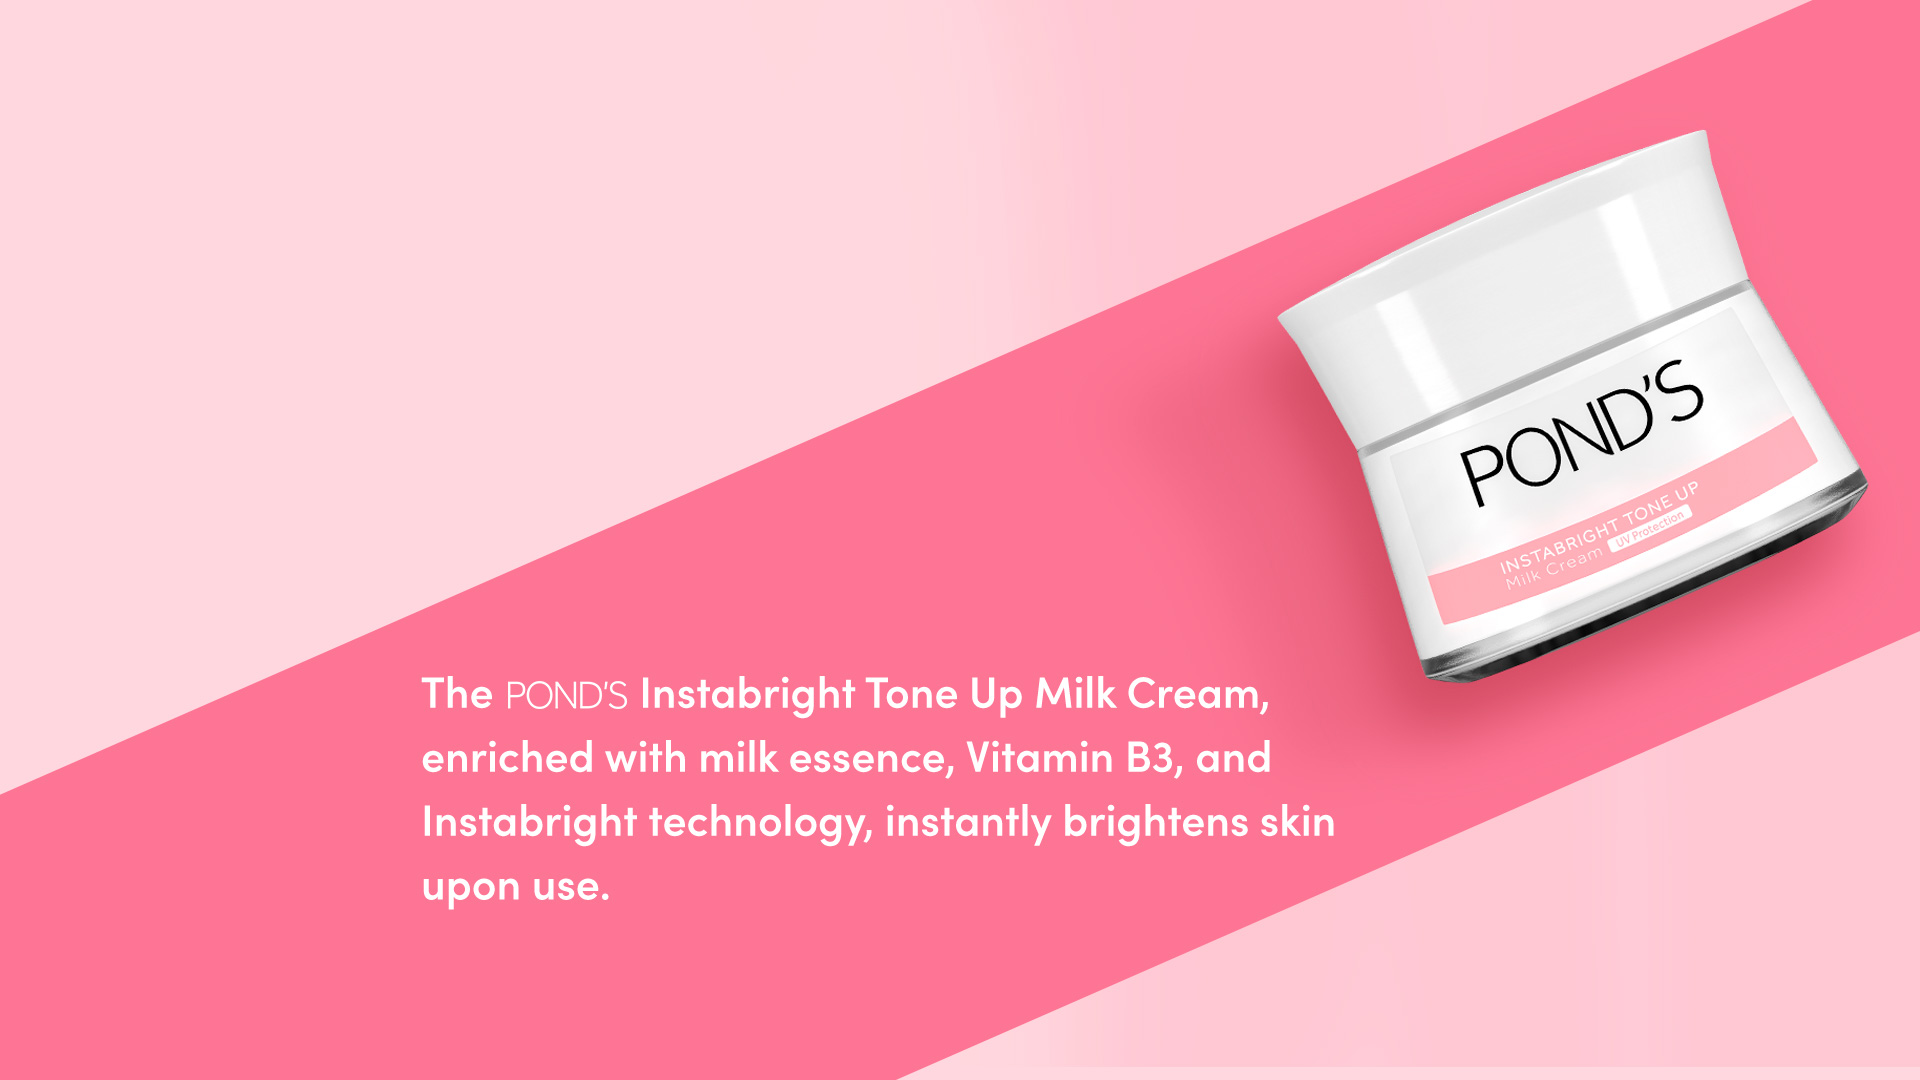 POND'S
INSTABRIGHT TONE UP
Milk Cream UV Protection
The POND'S Instabright Tone Up Milk Cream,
enriched with milk essence, Vitamin B3, and
Instabright technology, instantly brightens skin
upon use.